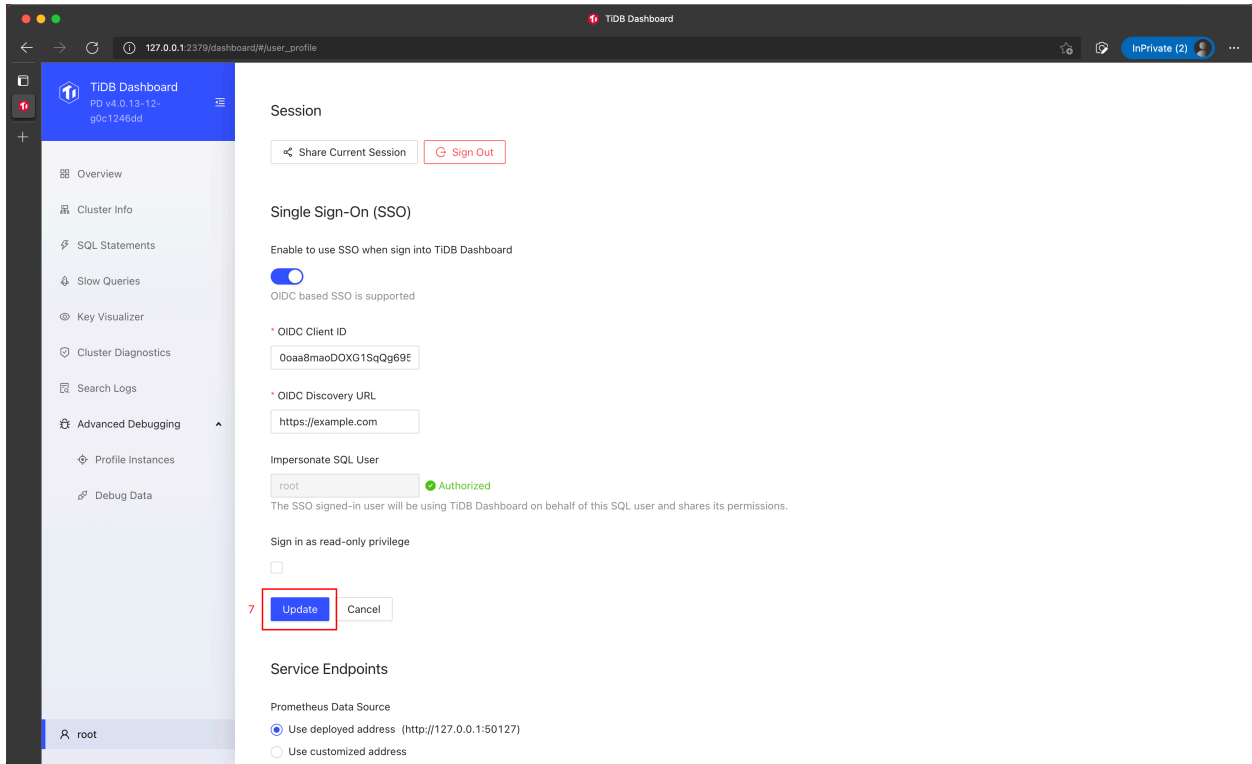 TiDB Dashboard
127.0.0.1:2379/dashboard/#/user_profile
InPrivate (2)
TiDB Dashboard
PD v4.0.13-12-
g0c1246dd
Overview
Cluster Info
SQL Statements
Slow Queries
Key Visualizer
Cluster Diagnostics
Search Logs
Advanced Debugging
Profile Instances
Debug Data
root
Session
Share Current Session
Sign Out
Single Sign-On (SSO)
Enable to use SSO when sign into TiDB Dashboard
OIDC based SSO is supported
* OIDC Client ID
0oaa8maoDOXG1SqQg695
* OIDC Discovery URL
https://example.com
Impersonate SQL User
root Authorized
The SSO signed-in user will be using TiDB Dashboard on behalf of this SQL user and shares its permissions.
Sign in as read-only privilege
7 Update Cancel
Service Endpoints
Prometheus Data Source
Use deployed address (http://127.0.0.1:50127)
Use customized address